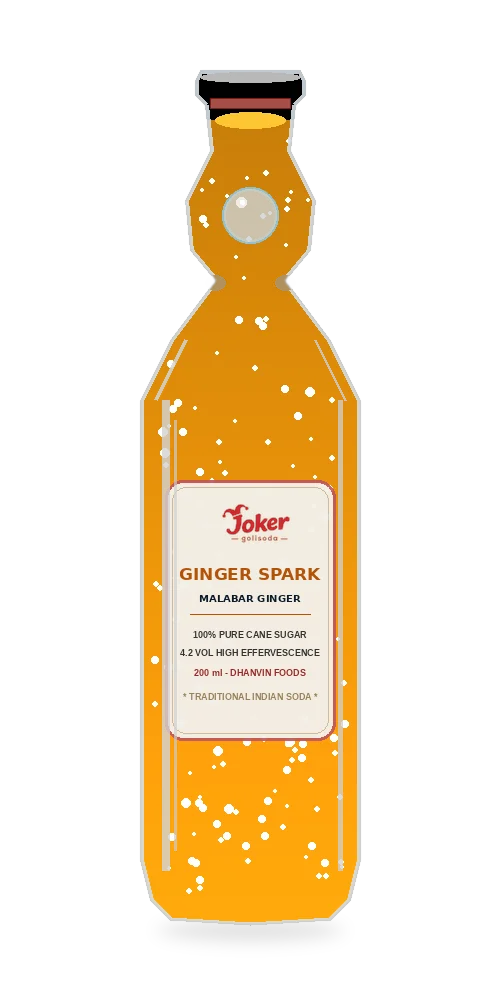 Joker
— golisoda —
GINGER SPARK
MALABAR GINGER
100% PURE CANE SUGAR
4.2 VOL HIGH EFFERVESCENCE
200 ml - DHANVIN FOODS
* TRADITIONAL INDIAN SODA *